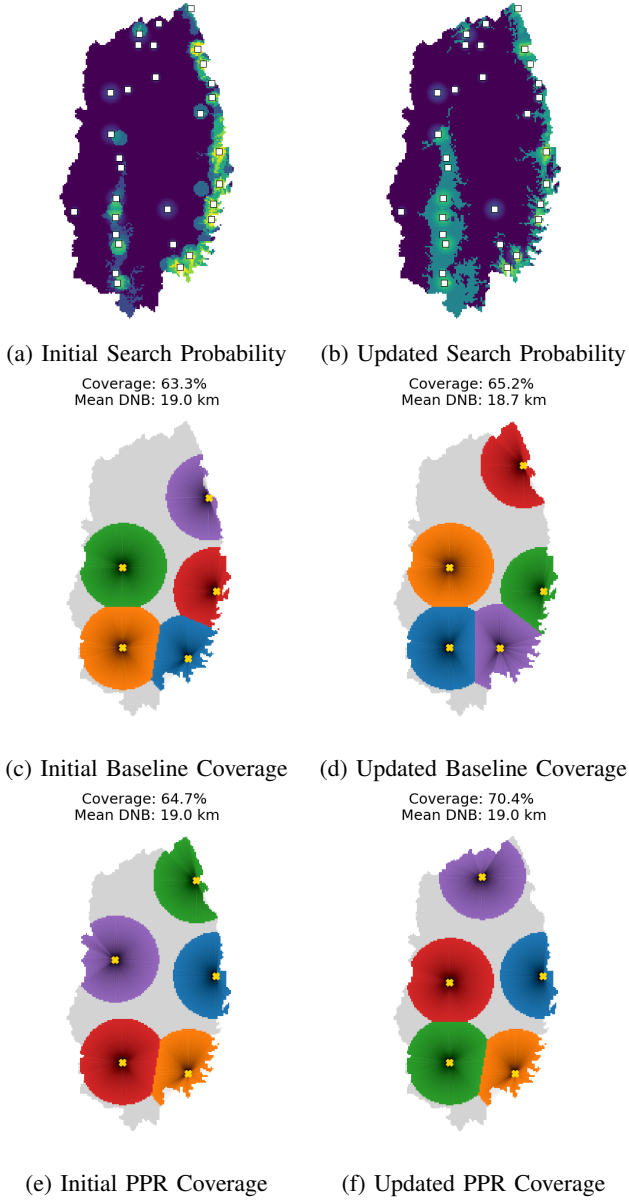 (a) Initial Search Probability
(b) Updated Search Probability
Coverage: 63.3%
Mean DNB: 19.0 km
Coverage: 65.2%
Mean DNB: 18.7 km
(c) Initial Baseline Coverage
(d) Updated Baseline Coverage
Coverage: 64.7%
Mean DNB: 19.0 km
Coverage: 70.4%
Mean DNB: 19.0 km
(e) Initial PPR Coverage
(f) Updated PPR Coverage